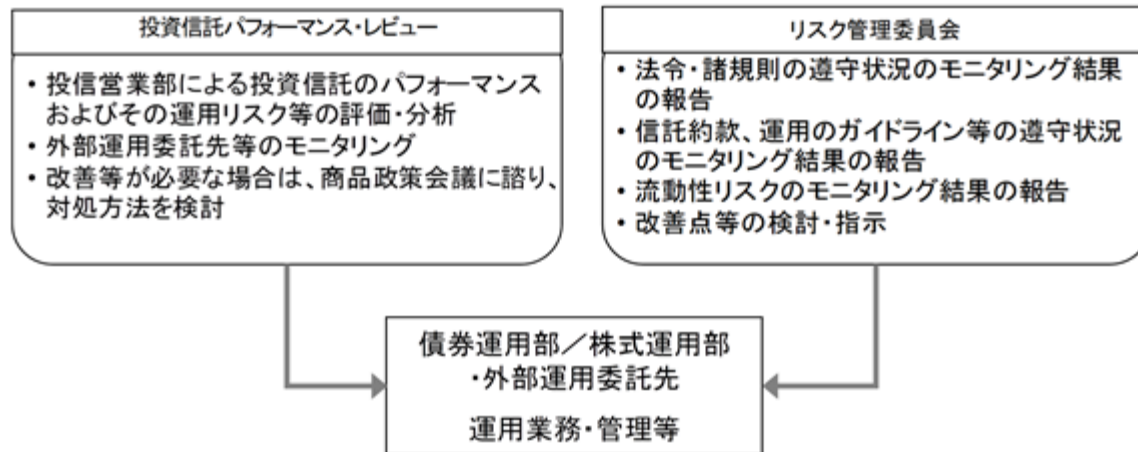 投資信託パフォーマンス・レビュー
・ 投信営業部による投資信託のパフォーマンス
およびその運用リスク等の評価・分析
・ 外部運用委託先等のモニタリング
・ 改善等が必要な場合は、商品政策会議に諮り、
対処方法を検討
リスク管理委員会
・ 法令・諸規則の遵守状況のモニタリング結果
の報告
・ 信託約款、運用のガイドライン等の遵守状況
のモニタリング結果の報告
・ 流動性リスクのモニタリング結果の報告
・ 改善点等の検討・指示
債券運用部／株式運用部
・外部運用委託先
運用業務・管理等